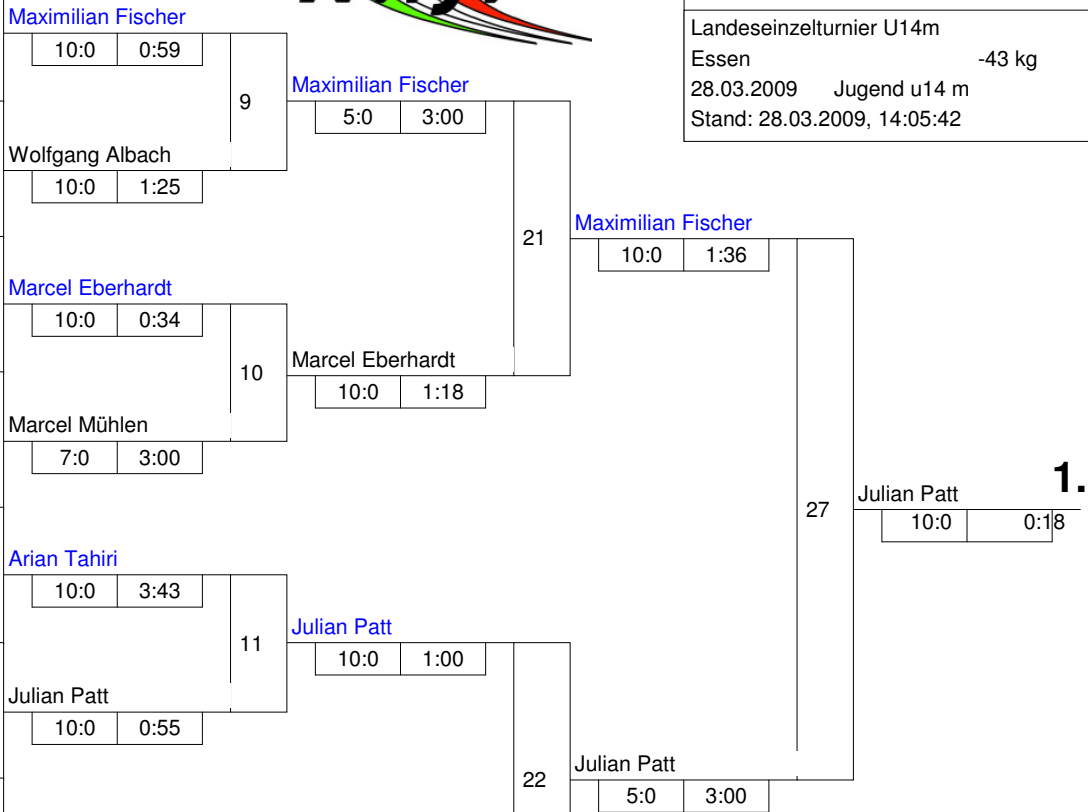 Maximilian Fischer
10:0 0:59
9
Wolfgang Albach
10:0 1:25
Maximilian Fischer
5:0 3:00
Landeseinzelturnier U14m
Essen -43 kg
28.03.2009 Jugend u14 m
Stand: 28.03.2009, 14:05:42
21
Maximilian Fischer
10:0 1:36
Marcel Eberhardt
10:0 0:34
10
Marcel Eberhardt
10:0 1:18
Marcel Mühlen
7:0 3:00
27
Julian Patt 1.
10:0 0:18
Arian Tahiri
10:0 3:43
11
Julian Patt
10:0 1:00
Julian Patt
10:0 0:55
22
Julian Patt
5:0 3:00